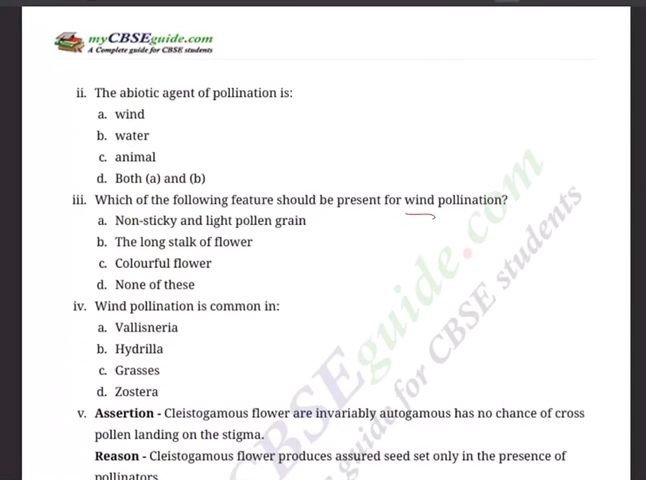 myCBSEguide.com
A Complete guide for CBSE students
ii. The abiotic agent of pollination is:
a. wind
b. water
c. animal
d. Both (a) and (b)
iii. Which of the following feature should be present for wind pollination?
a. Non-sticky and light pollen grain
b. The long stalk of flower
c. Colourful flower
d. None of these
iv. Wind pollination is common in:
a. Vallisneria
b. Hydrilla
c. Grasses
d. Zostera
v. Assertion - Cleistogamous flower are invariably autogamous has no chance of cross
pollen landing on the stigma.
Reason - Cleistogamous flower produces assured seed set only in the presence of
pollinators.
CBSEguide.com
guide for CBSE students